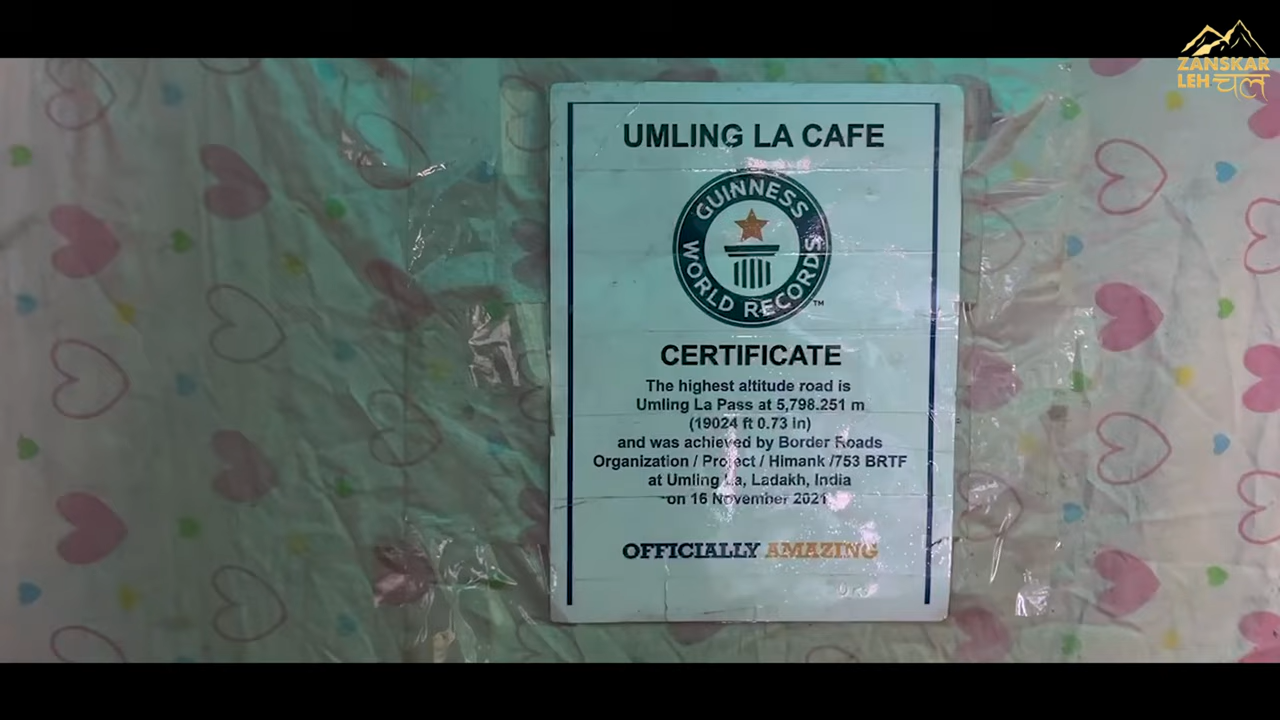 ZANSKAR
LEH चल
UMLING LA CAFE
GUINNESS
WORLD RECORDS
TM
CERTIFICATE
The highest altitude road is
Umling La Pass at 5,798.251 m
(19024 ft 0.73 in)
and was achieved by Border Roads
Organization / Project / Himank /753 BRTF
at Umling La, Ladakh, India
on 16 November 2021
OFFICIALLY AMAZING